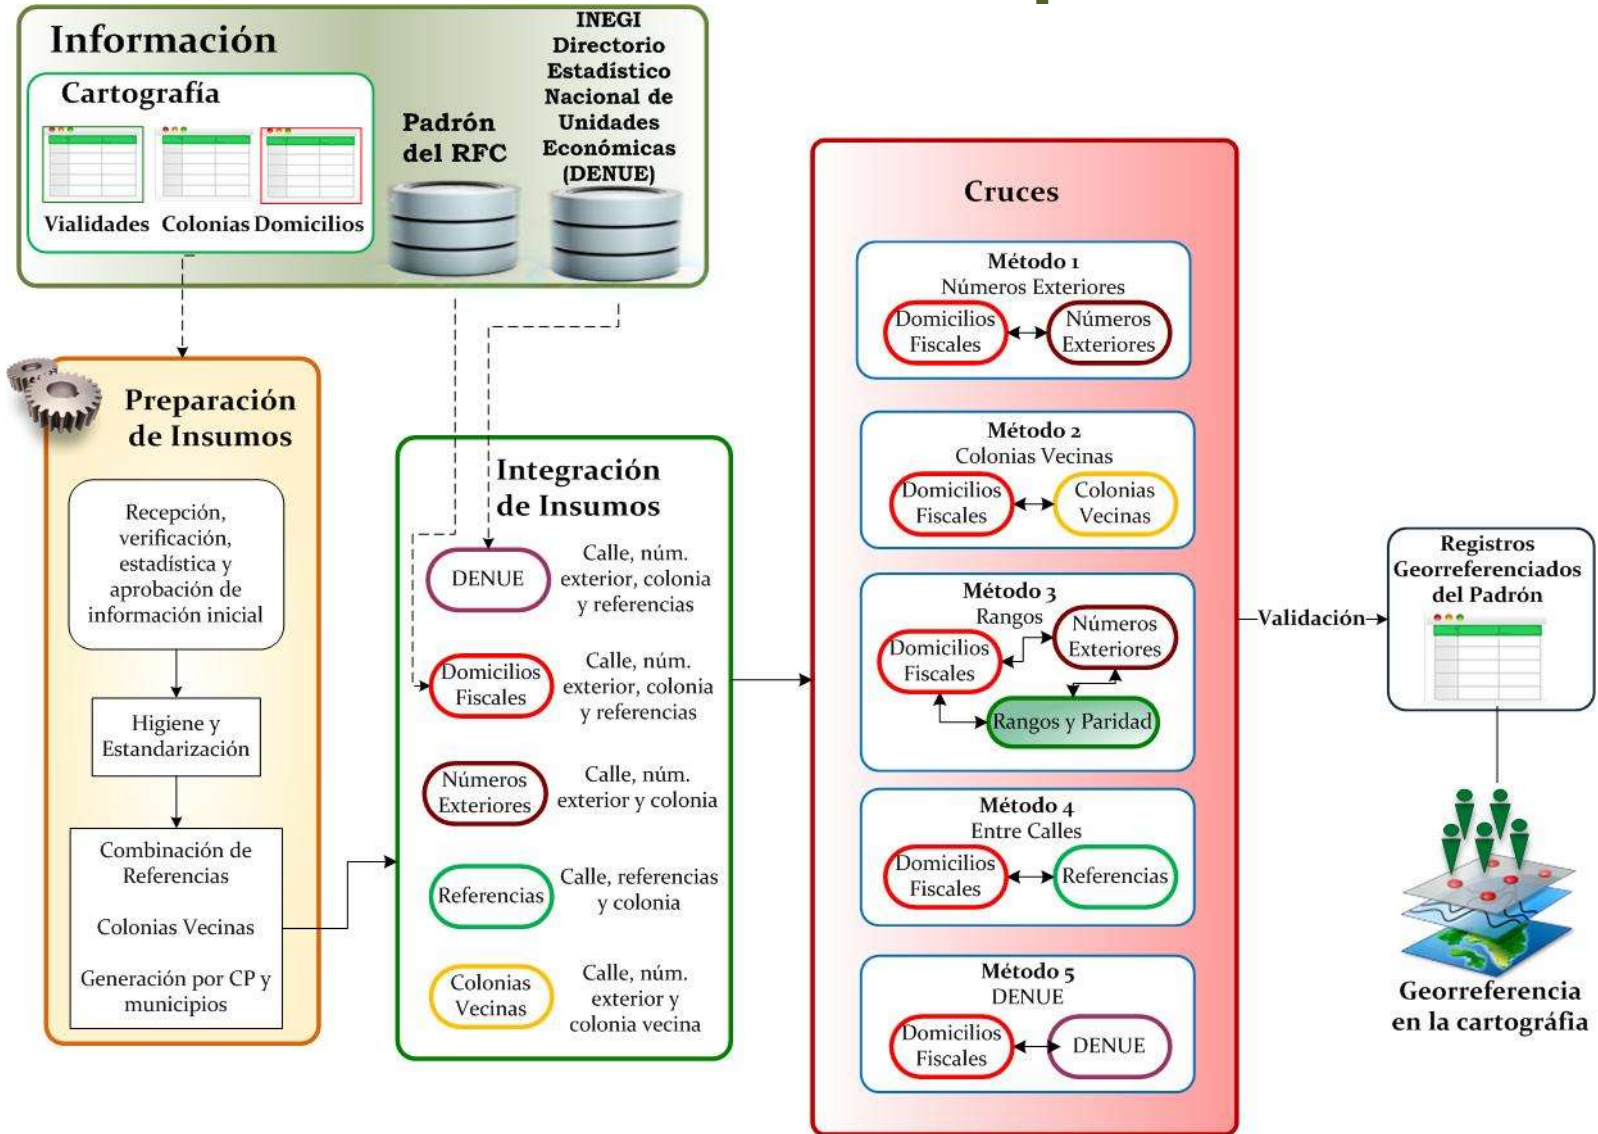 Información
Cartografía
Vialidades
Colonias
Domicilios
Padrón
del RFC
INEGI
Directorio
Estadístico
Nacional de
Unidades
Económicas
(DENUE)
Preparación
de Insumos
Recepción,
verificación,
estadística y
aprobación de
información inicial
Higiene y
Estandarización
Combinación de
Referencias
Colonias Vecinas
Generación por CP y
municipios
Integración
de Insumos
DENUE
Calle, núm.
exterior, colonia
y referencias
Domicilios
Fiscales
Calle, núm.
exterior, colonia
y referencias
Números
Exteriores
Calle, núm.
exterior y colonia
Referencias
Calle, referencias
y colonia
Colonias
Vecinas
Calle, núm.
exterior y
colonia vecina
Cruces
Método 1
Números Exteriores
Domicilios
Fiscales
Números
Exteriores
Método 2
Colonias Vecinas
Domicilios
Fiscales
Colonias
Vecinas
Método 3
Rangos
Domicilios
Fiscales
Números
Exteriores
Rangos y Paridad
Método 4
Entre Calles
Domicilios
Fiscales
Referencias
Método 5
DENUE
Domicilios
Fiscales
DENUE
Validación
Registros
Georreferenciados
del Padrón
Georreferencia
en la cartográfia